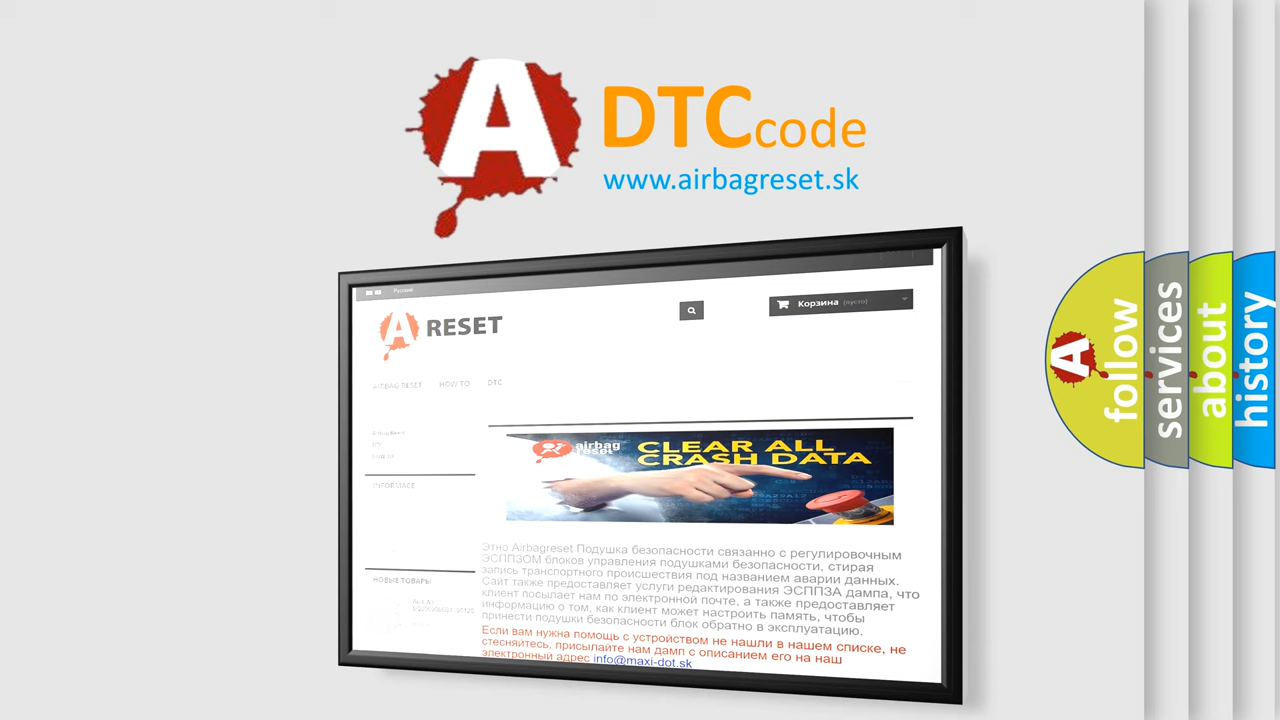 A DTC code
www.airbagreset.sk
Русский
Корзина (пусто)
A RESET
AIRBAG RESET HOW TO DTC
CLEAR ALL
CRASH DATA
airbag
reset
INFORMACE
НОВЫЕ ТОВАРЫ
Этно Airbagreset Подушка безопасности связанно с регулировочным
ЭСППЗОМ блоков управления подушками безопасности, стирая
запись транспортного происшествия под названием аварии данных.
Сайт также предоставляет услуги редактирования ЭСППЗА дампа, что
клиент посылает нам по электронной почте, а также предоставляет
информацию о том, как клиент может настроить память, чтобы
принести подушки безопасности блок обратно в эксплуатацию.
Если вам нужна помощь с устройством не нашли в нашем списке, не
стесняйтесь, присылайте нам дамп с описанием его на наш
электронный адрес info@maxi-dot.sk
A follow
services
about
history